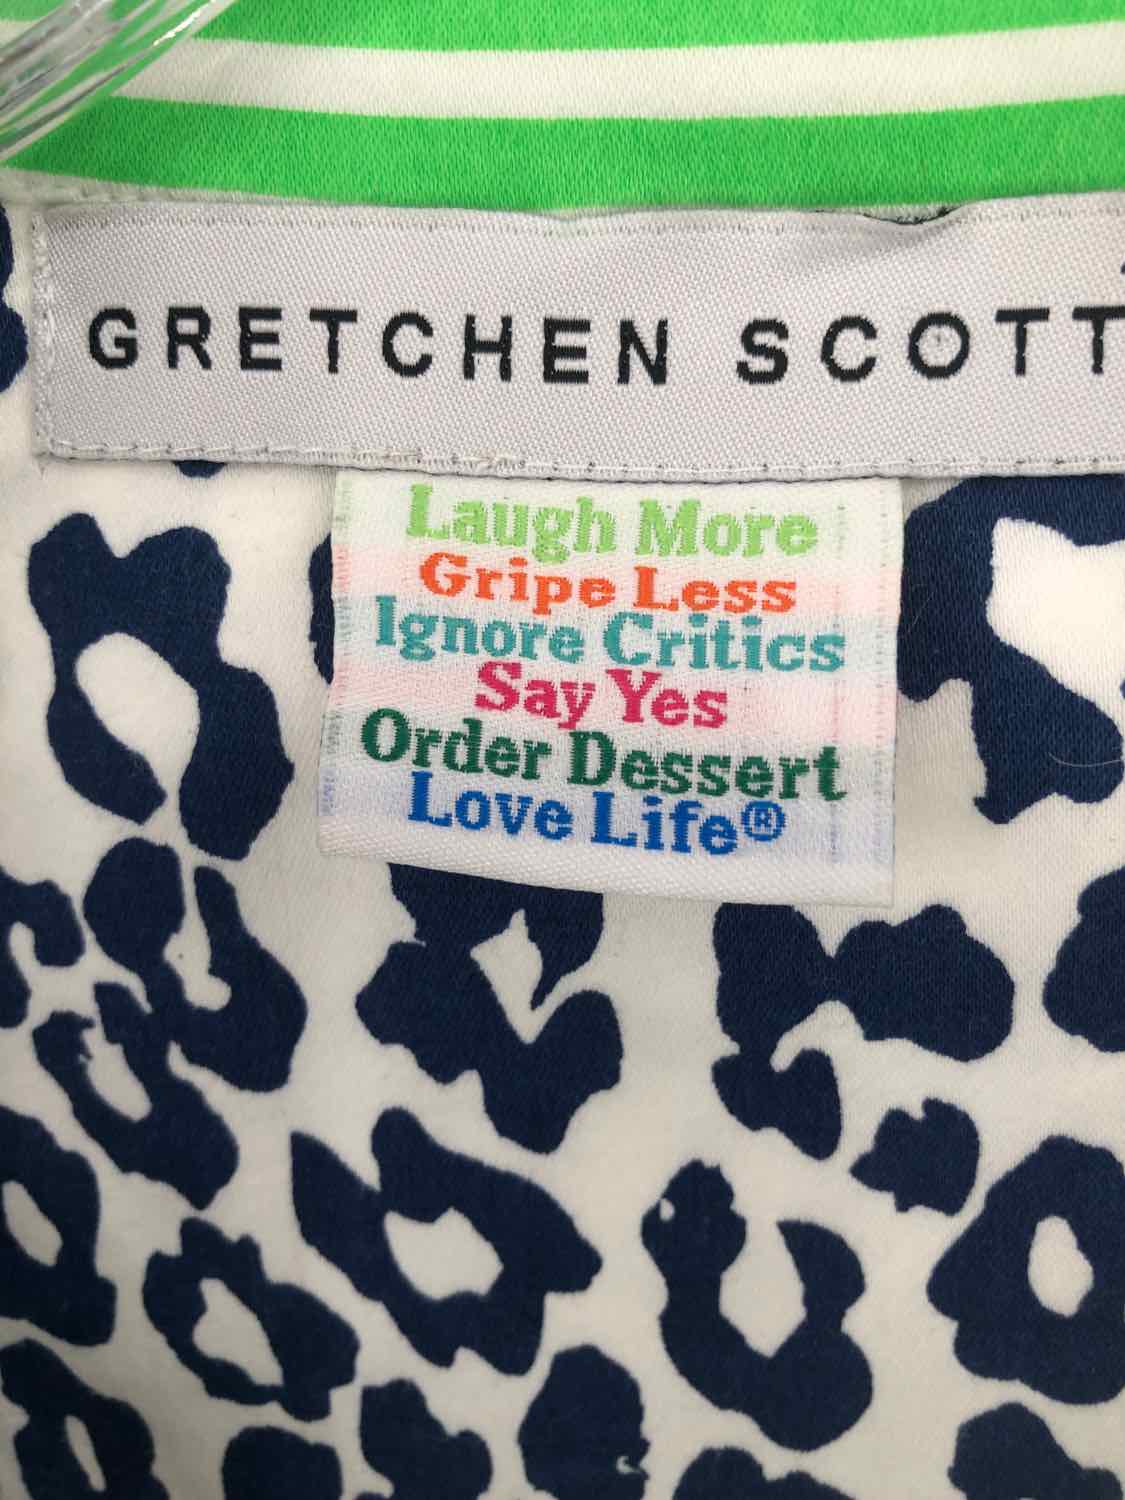 GRETCHEN SCOTT
Laugh More
Gripe Less
Ignore Critics
Say Yes
Order Dessert
Love Life®